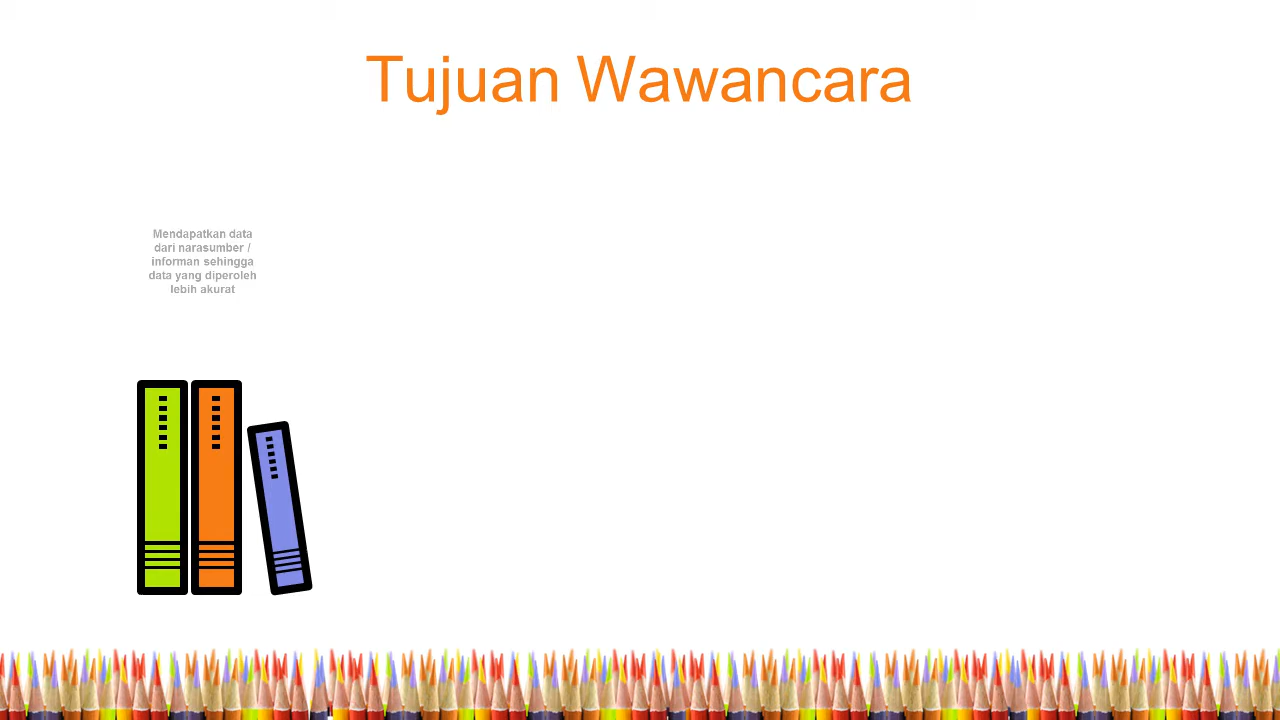 Tujuan Wawancara
Mendapatkan data
dari narasumber /
informan sehingga
data yang diperoleh
lebih akurat